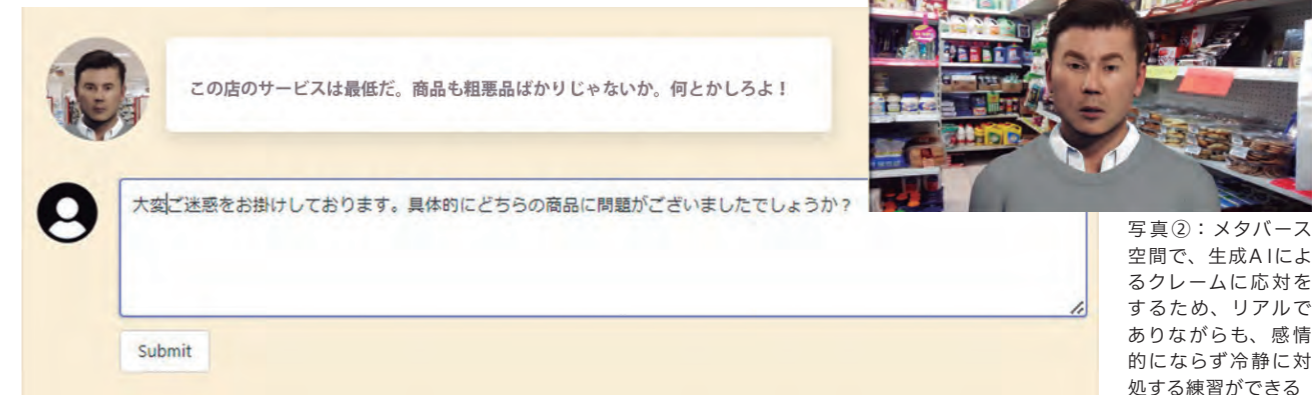 この店のサービスは最低だ。商品も粗悪品ばかりじゃないか。何とかしろよ！
大変ご迷惑をお掛けしております。具体的にどちらの商品に問題がございましたでしょうか？
Submit
写真②：メタバース
空間で、生成AIによ
るクレームに応対を
するため、リアルで
ありながらも、感情
的にならず冷静に対
処する練習ができる